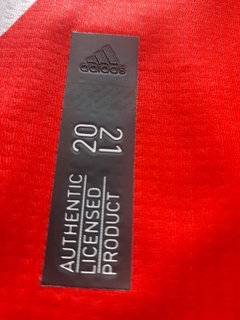 adidas
20
21
AUTHENTIC
LICENSED
PRODUCT